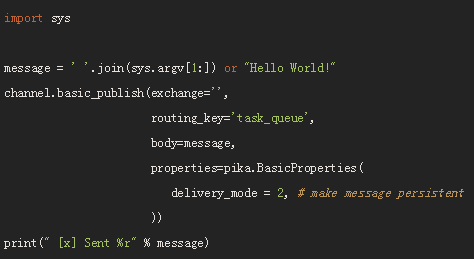 import sys

message = ' '.join(sys.argv[1:]) or "Hello World!"
channel.basic_publish(exchange='',
                      routing_key='task_queue',
                      body=message,
                      properties=pika.BasicProperties(
                         delivery_mode = 2, # make message persistent
                      ))
print(" [x] Sent %r" % message)